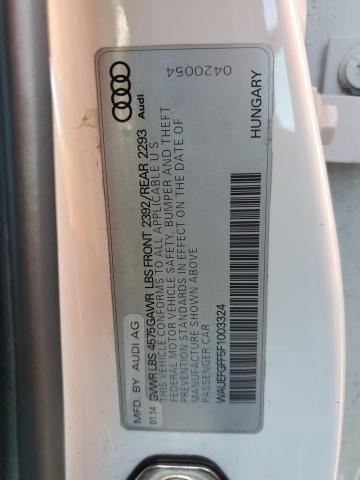 Audi
0420054
MFD. BY AUDI AG
01.14 GVWR LBS 4575 GAWR LBS FRONT 2392/REAR 2293
THIS VEHICLE CONFORMS TO ALL APPLICABLE U S
FEDERAL MOTOR VEHICLE SAFETY, BUMPER AND THEFT
PREVENTION STANDARDS IN EFFECT ON THE DATE OF
MANUFACTURE SHOWN ABOVE
PASSENGER CAR
WAUEFGFF5F1003324
HUNGARY